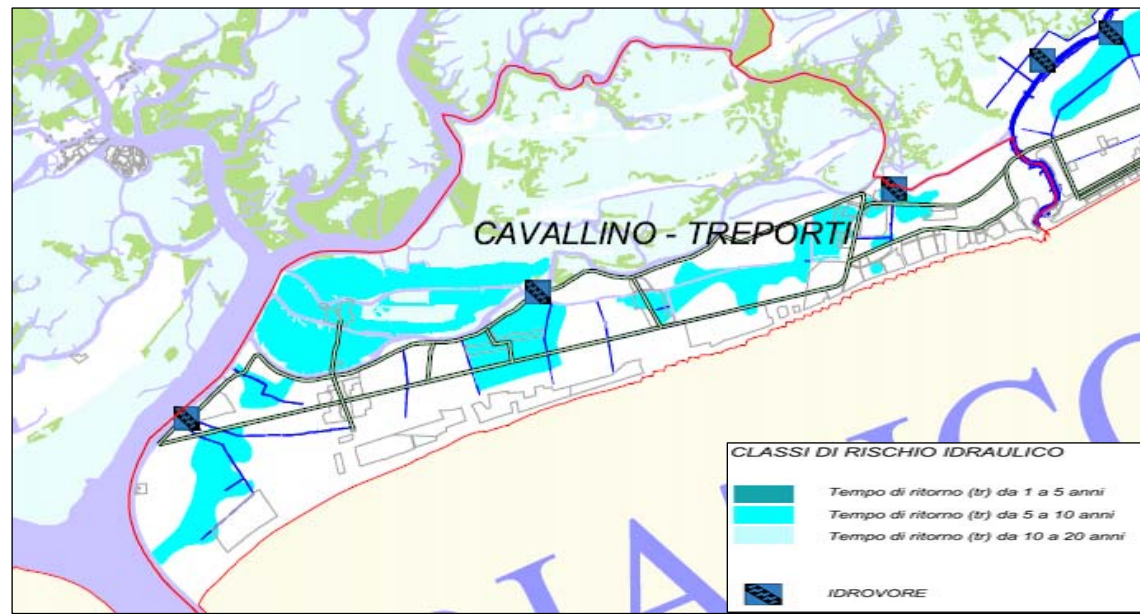 CAVALLINO - TREPORTI
CLASSI DI RISCHIO IDRAULICO
Tempo di ritorno (tr) da 1 a 5 anni
Tempo di ritorno (tr) da 5 a 10 anni
Tempo di ritorno (tr) da 10 a 20 anni
IDROVORE